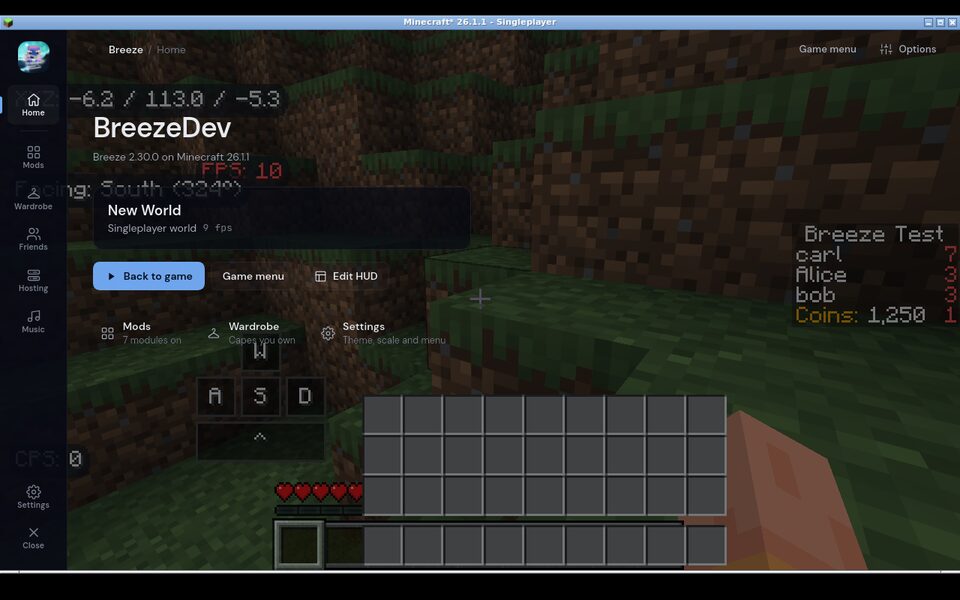 Minecraft* 26.1.1 - Singleplayer
Breeze / Home
Game menu
Options
Home
-6.2 / 113.0 / -5.3
BreezeDev
Breeze 2.30.0 on Minecraft 26.1.1
FPS: 10
Mods
Facing: South (324°)
Wardrobe
New World
Singleplayer world 9 fps
Friends
Breeze Test
carl 7
Alice 3
bob 3
Coins: 1,250 1
Hosting
Back to game
Game menu
Edit HUD
Music
Mods
7 modules on
Wardrobe
Capes you own
Settings
Theme, scale and menu
W
A S D
^
CPS: 0
Settings
Close